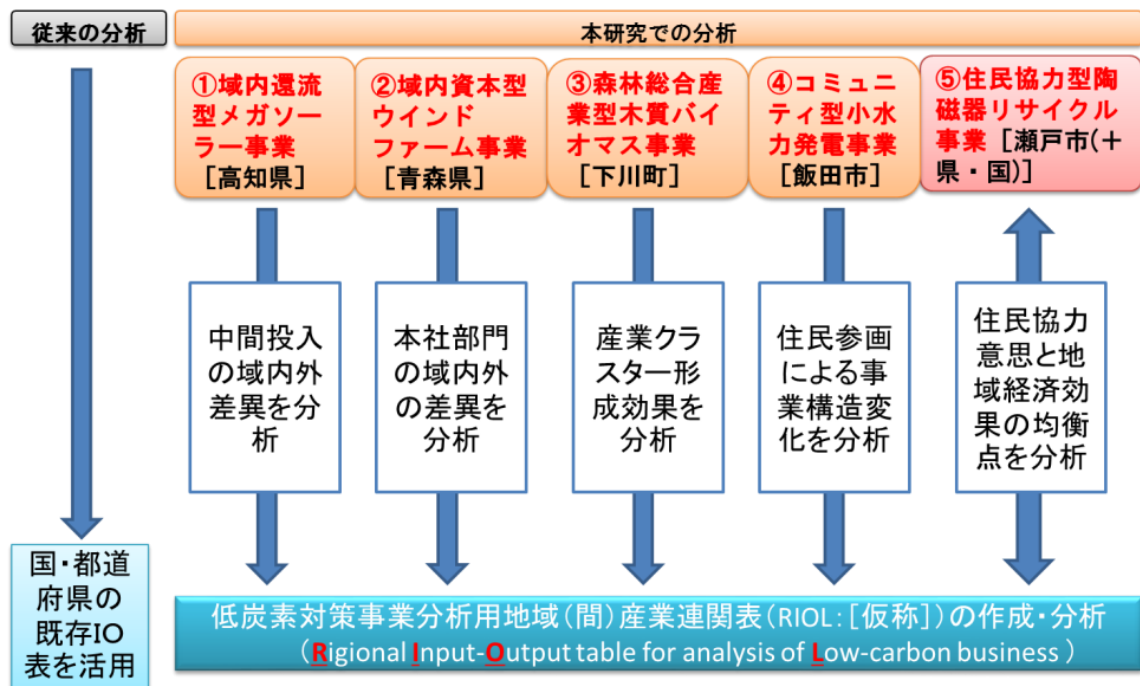 従来の分析
本研究での分析
①域内還流
型メガソー
ラー事業
［高知県］
②域内資本型
ウインド
ファーム事業
［青森県］
③森林総合産
業型木質バイ
オマス事業
［下川町］
④コミュニ
ティ型小水
力発電事業
［飯田市］
⑤住民協力型陶
磁器リサイクル
事業［瀬戸市(＋
県・国)］
中間投入
の域内外
差異を分
析
本社部門
の域内外
の差異を
分析
産業クラ
スター形
成効果を
分析
住民参画
による事
業構造変
化を分析
住民協力
意思と地
域経済効
果の均衡
点を分析
国・都道
府県の
既存IO
表を活用
低炭素対策事業分析用地域（間）産業連関表（RIOL：［仮称］）の作成・分析
（Rigional Input-Output table for analysis of Low-carbon business ）